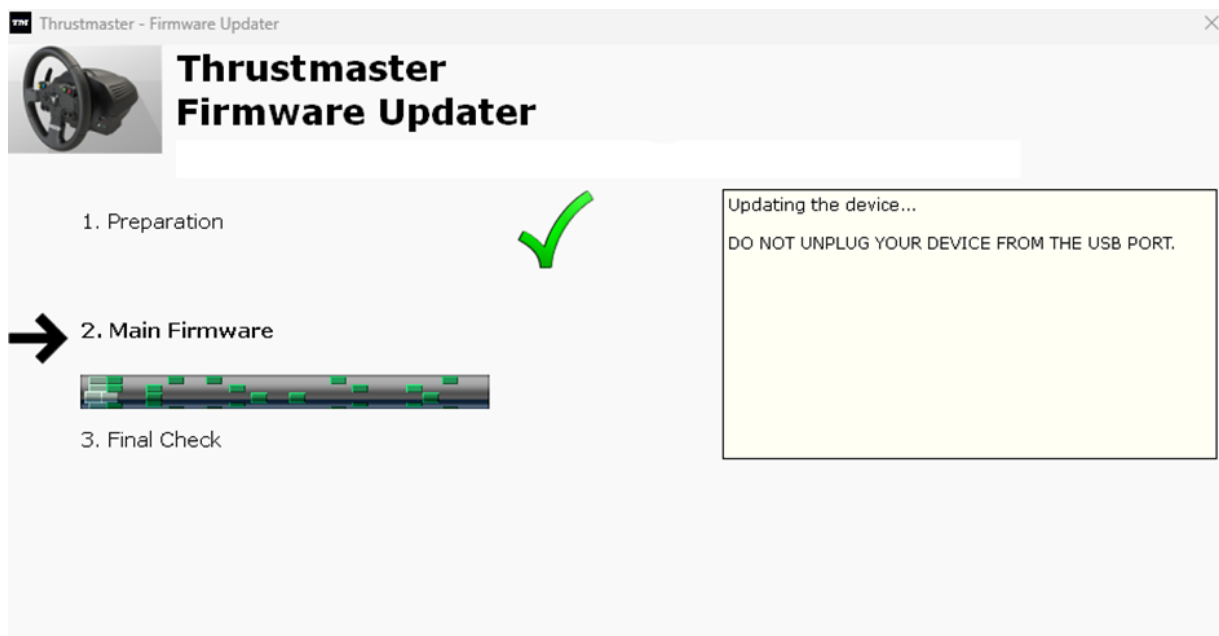 TM Thrustmaster - Firmware Updater
Thrustmaster
Firmware Updater
1. Preparation
2. Main Firmware
3. Final Check
Updating the device...
DO NOT UNPLUG YOUR DEVICE FROM THE USB PORT.